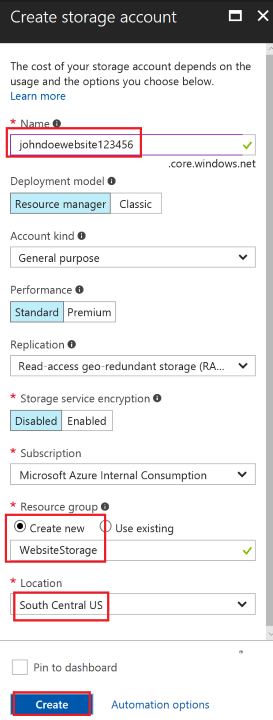 Create storage account
The cost of your storage account depends on the
usage and the options you choose below.
Learn more
* Name
johndoewebsite123456
.core.windows.net
Deployment model
Resource manager Classic
Account kind
General purpose
Performance
Standard Premium
Replication
Read-access geo-redundant storage (RA...
* Storage service encryption
Disabled Enabled
* Subscription
Microsoft Azure Internal Consumption
* Resource group
Create new Use existing
WebsiteStorage
* Location
South Central US
Pin to dashboard
Create Automation options